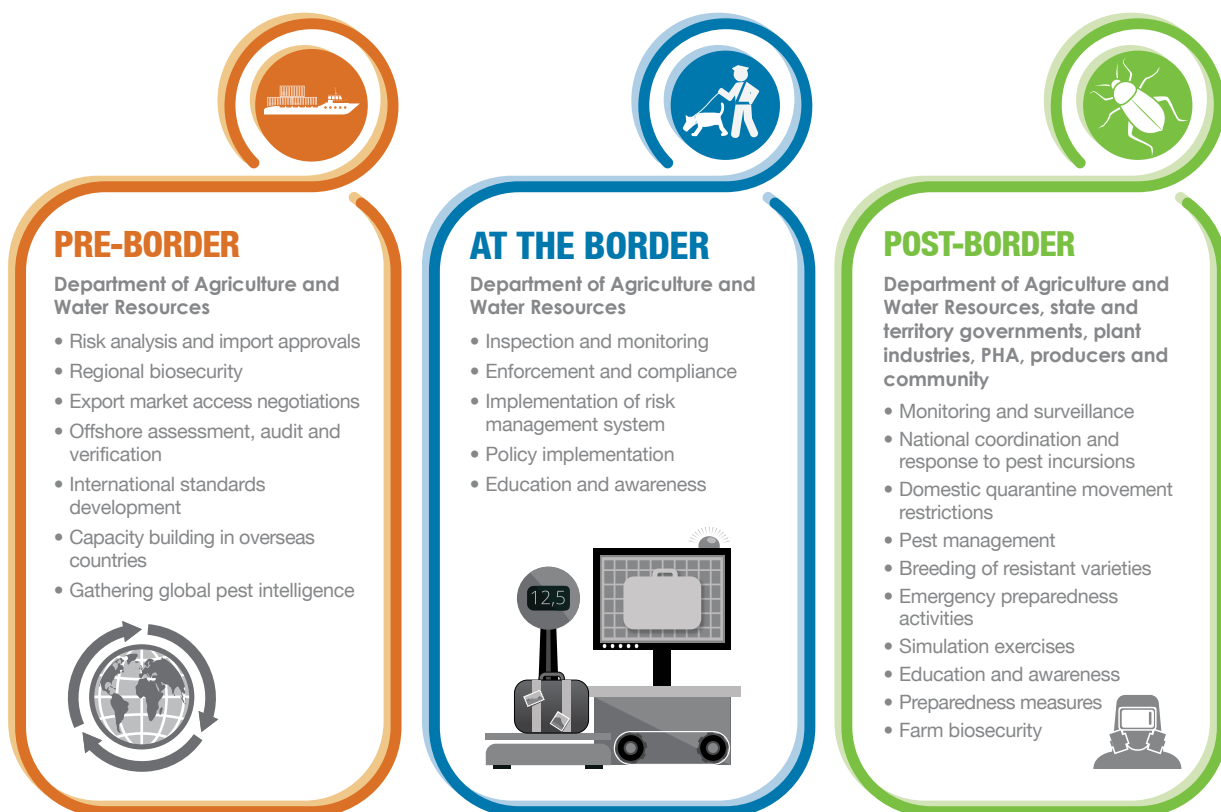 PRE-BORDER
Department of Agriculture and
Water Resources
• Risk analysis and import approvals
• Regional biosecurity
• Export market access negotiations
• Offshore assessment, audit and
verification
• International standards
development
• Capacity building in overseas
countries
• Gathering global pest intelligence
AT THE BORDER
Department of Agriculture and
Water Resources
• Inspection and monitoring
• Enforcement and compliance
• Implementation of risk
management system
• Policy implementation
• Education and awareness
12,5
POST-BORDER
Department of Agriculture and
Water Resources, state and
territory governments, plant
industries, PHA, producers and
community
• Monitoring and surveillance
• National coordination and
response to pest incursions
• Domestic quarantine movement
restrictions
• Pest management
• Breeding of resistant varieties
• Emergency preparedness
activities
• Simulation exercises
• Education and awareness
• Preparedness measures
• Farm biosecurity